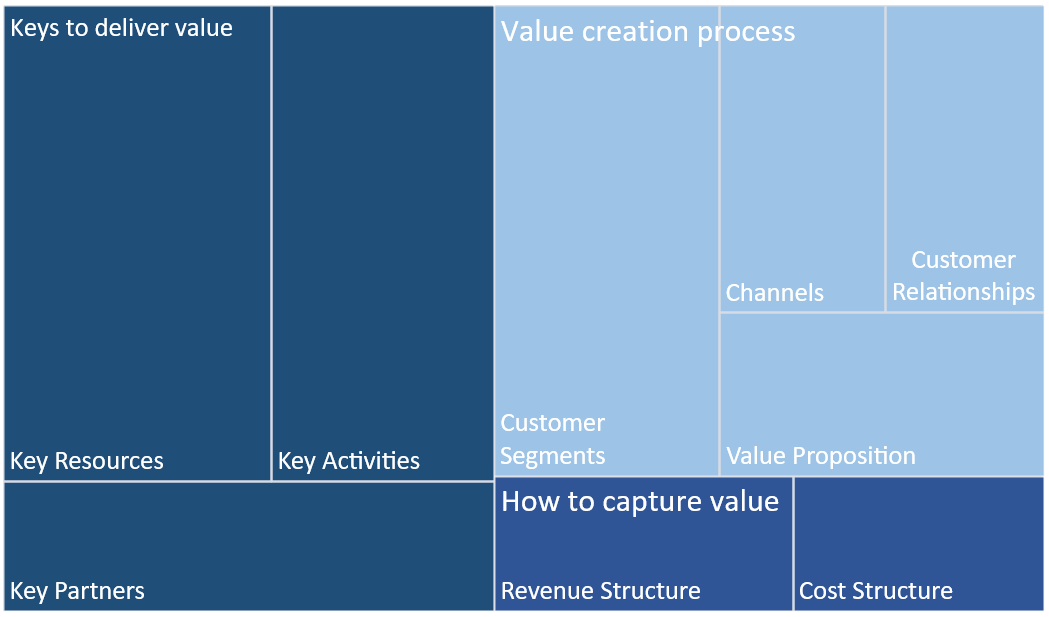 Keys to deliver value
Key Resources
Key Activities
Key Partners
Value creation process
Customer
Segments
Channels
Customer
Relationships
Value Proposition
How to capture value
Revenue Structure
Cost Structure